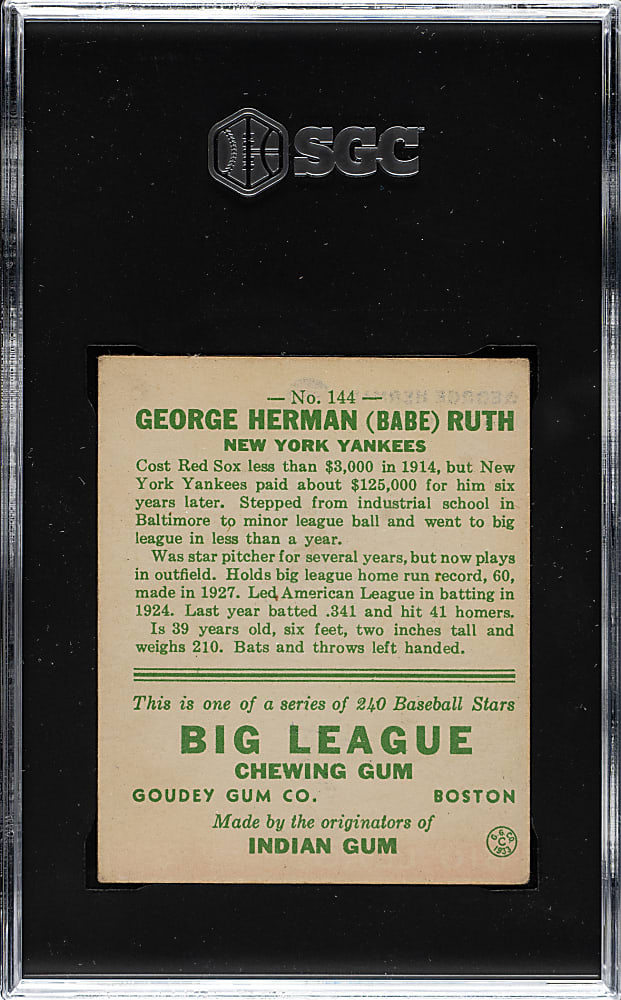 SGC
— No. 144 —
GEORGE HERMAN (BABE) RUTH
NEW YORK YANKEES
Cost Red Sox less than $3,000 in 1914, but New
York Yankees paid about $125,000 for him six
years later. Stepped from industrial school in
Baltimore to minor league ball and went to big
league in less than a year.
Was star pitcher for several years, but now plays
in outfield. Holds big league home run record, 60,
made in 1927. Led American League in batting in
1924. Last year batted .341 and hit 41 homers.
Is 39 years old, six feet, two inches tall and
weighs 210. Bats and throws left handed.
This is one of a series of 240 Baseball Stars
BIG LEAGUE
CHEWING GUM
GOUDEY GUM CO. BOSTON
Made by the originators of
INDIAN GUM
G. G. CO.
C
1933